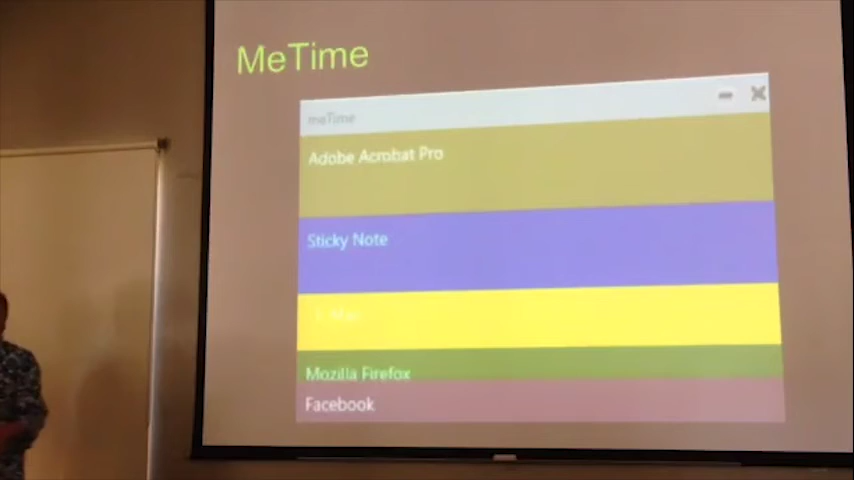 MeTime
meTime
Adobe Acrobat Pro
Sticky Note
Mozilla Firefox
Facebook